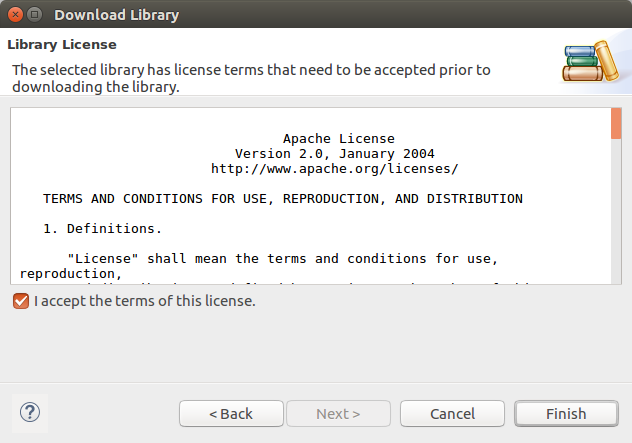 Download Library
Library License
The selected library has license terms that need to be accepted prior to
downloading the library.
Apache License
Version 2.0, January 2004
http://www.apache.org/licenses/
TERMS AND CONDITIONS FOR USE, REPRODUCTION, AND DISTRIBUTION
1. Definitions.
"License" shall mean the terms and conditions for use,
reproduction,
I accept the terms of this license.
? < Back Next > Cancel Finish